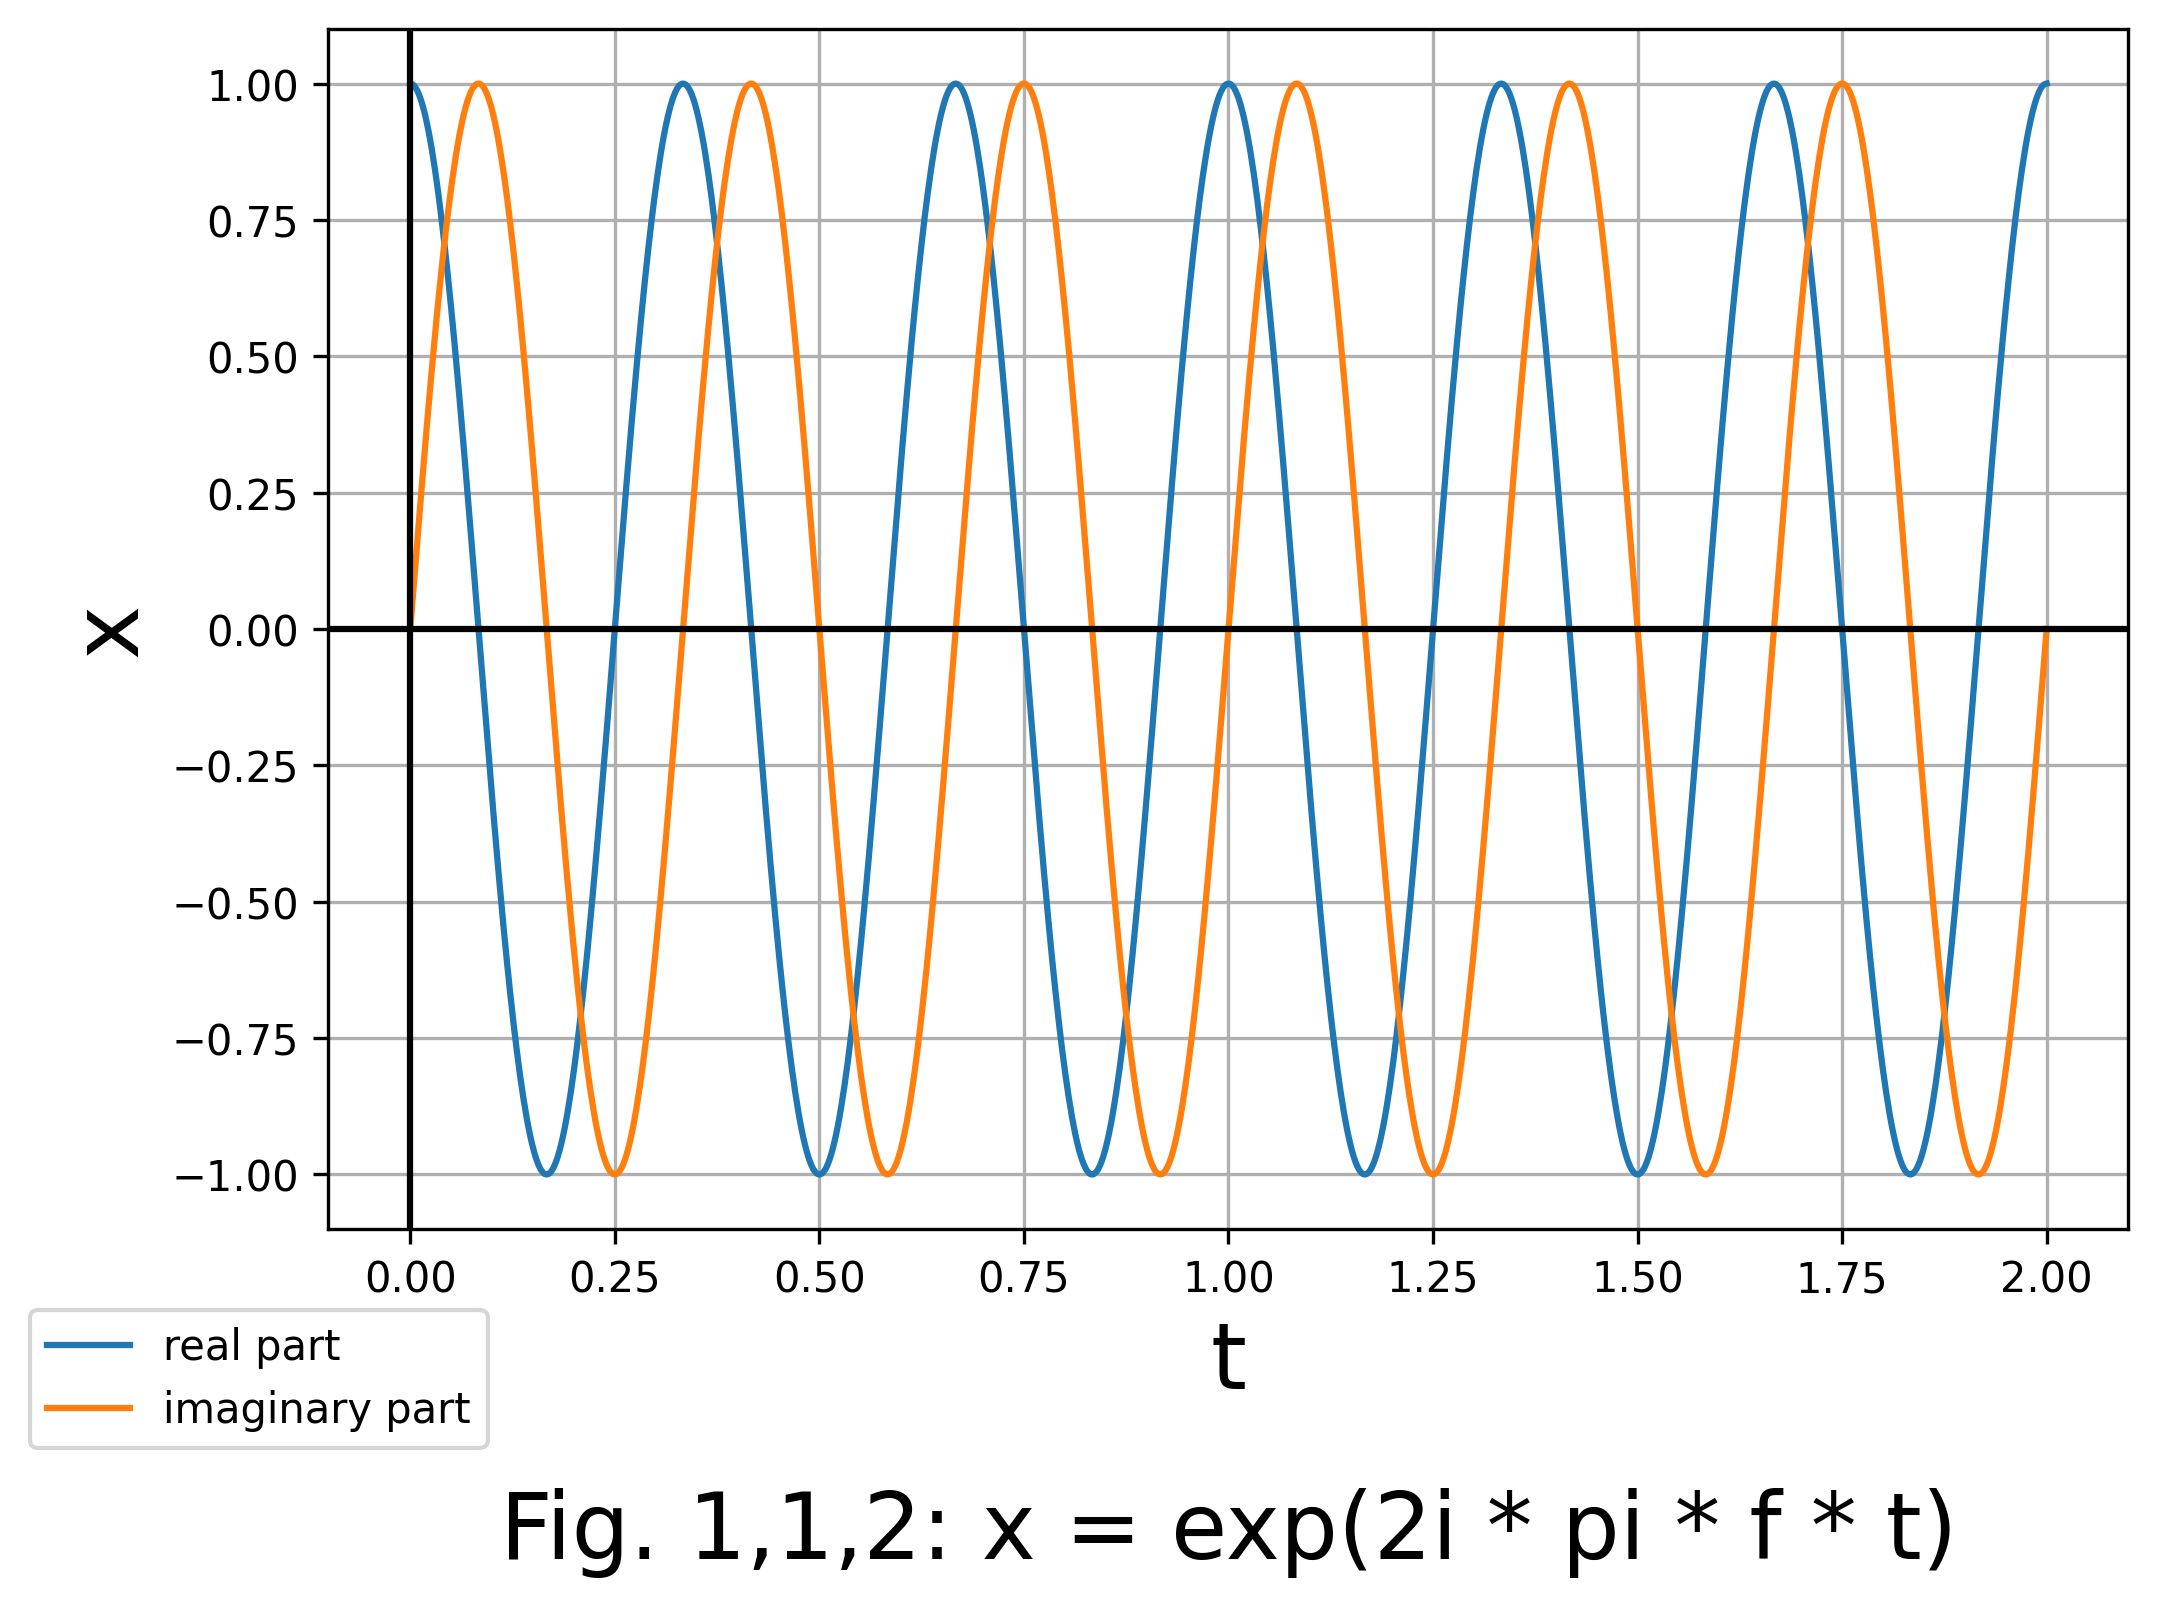 x
1.00
0.75
0.50
0.25
0.00
−0.25
−0.50
−0.75
−1.00
0.00 0.25 0.50 0.75 1.00 1.25 1.50 1.75 2.00
t
real part
imaginary part
Fig. 1,1,2: x = exp(2i * pi * f * t)